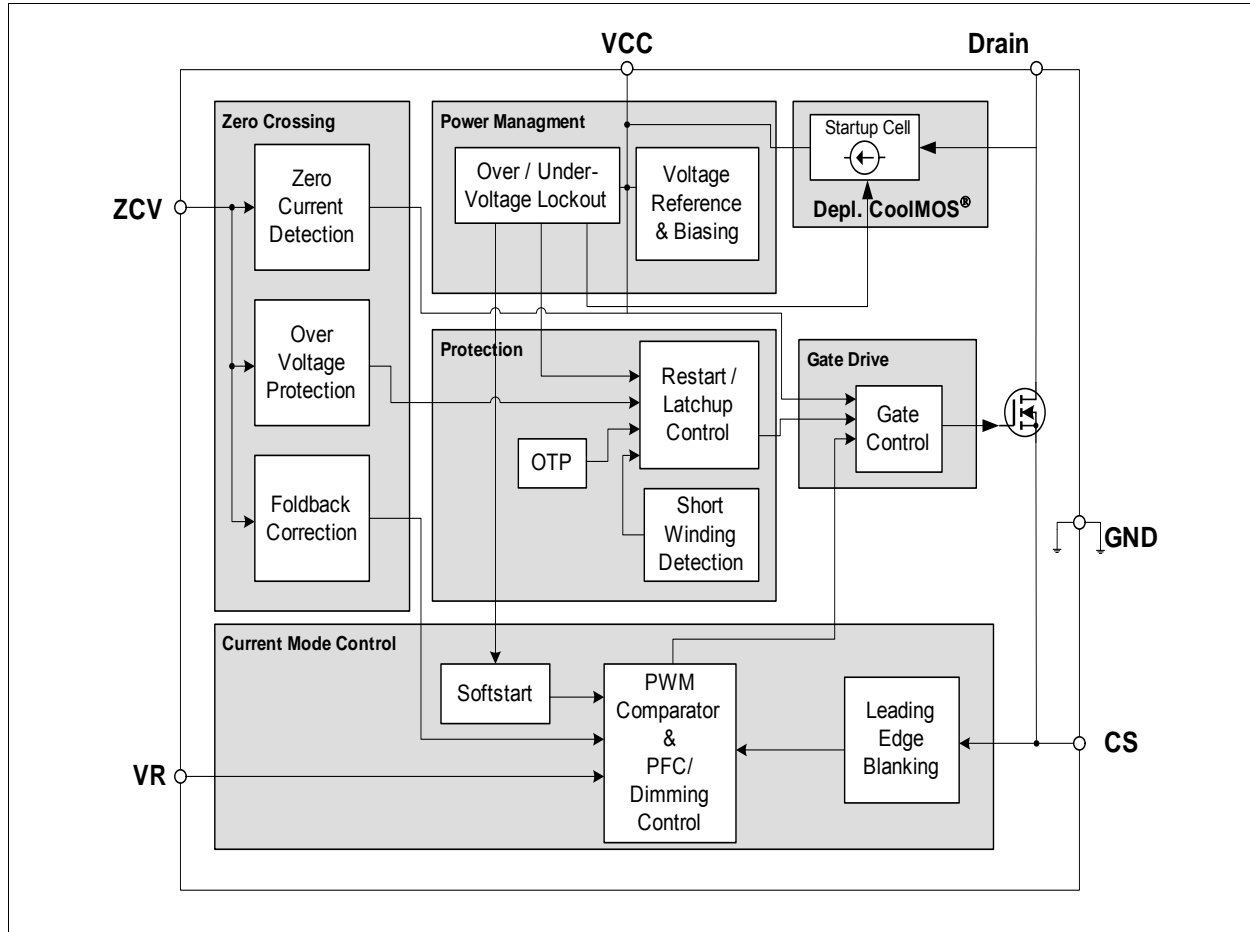 VCC
Drain
Zero Crossing
Power Managment
Startup Cell
Depl. CoolMOS®
Zero
Current
Detection
Over / Under-
Voltage Lockout
Voltage
Reference
& Biasing
ZCV
Over
Voltage
Protection
Protection
Restart /
Latchup
Control
Gate Drive
Gate
Control
OTP
Foldback
Correction
Short
Winding
Detection
GND
Current Mode Control
Softstart
PWM
Comparator
&
PFC/
Dimming
Control
Leading
Edge
Blanking
CS
VR